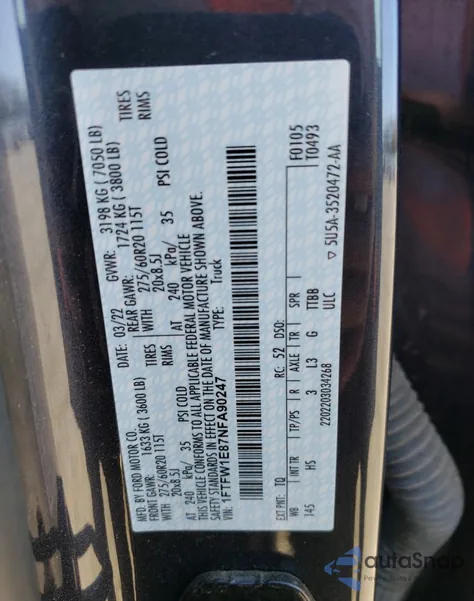 MFD. BY FORD MOTOR CO.
DATE: 03/22 GVWR: 3198 KG ( 7050 LB)
FRONT GAWR: 1633 KG ( 3600 LB) REAR GAWR: 1724 KG ( 3800 LB)
WITH 275/60R20 115T TIRES WITH 275/60R20 115T TIRES
20x8.5J RIMS 20x8.5J RIMS
AT 240 kPa/ 35 PSI COLD AT 240 kPa/ 35 PSI COLD
THIS VEHICLE CONFORMS TO ALL APPLICABLE FEDERAL MOTOR VEHICLE
SAFETY STANDARDS IN EFFECT ON THE DATE OF MANUFACTURE SHOWN ABOVE.
VIN: 1FTFW1E87NFA90247 TYPE: Truck
2202203034268
F0105
T0493
EXT PNT: TQ RC: 52 DSO:
WB INT TR TP/PS R AXLE TR SPR
145 HS 3 L3 G TTBB
ULC
▽ 5U5A-3520472-AA
autoSnap